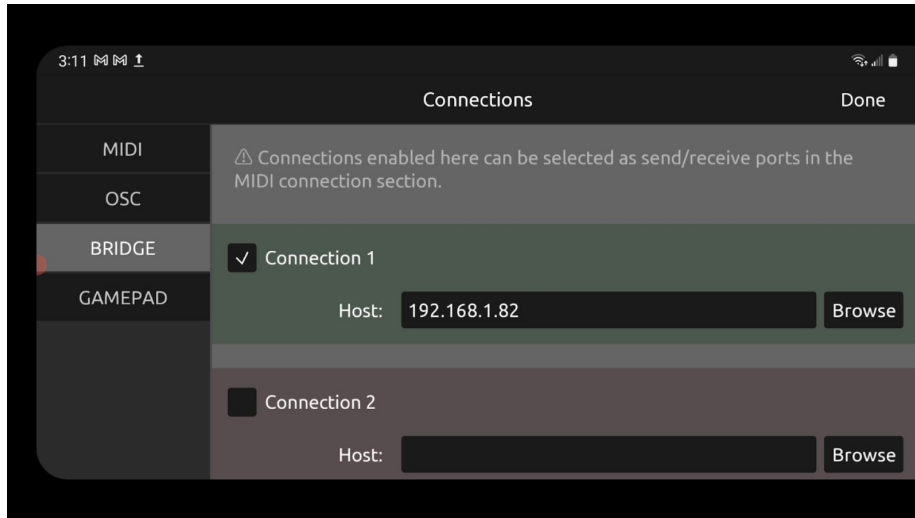 3:11
Connections
Done
MIDI
OSC
BRIDGE
GAMEPAD
⚠ Connections enabled here can be selected as send/receive ports in the
MIDI connection section.
✓ Connection 1
Host: 192.168.1.82 Browse
Connection 2
Host: Browse